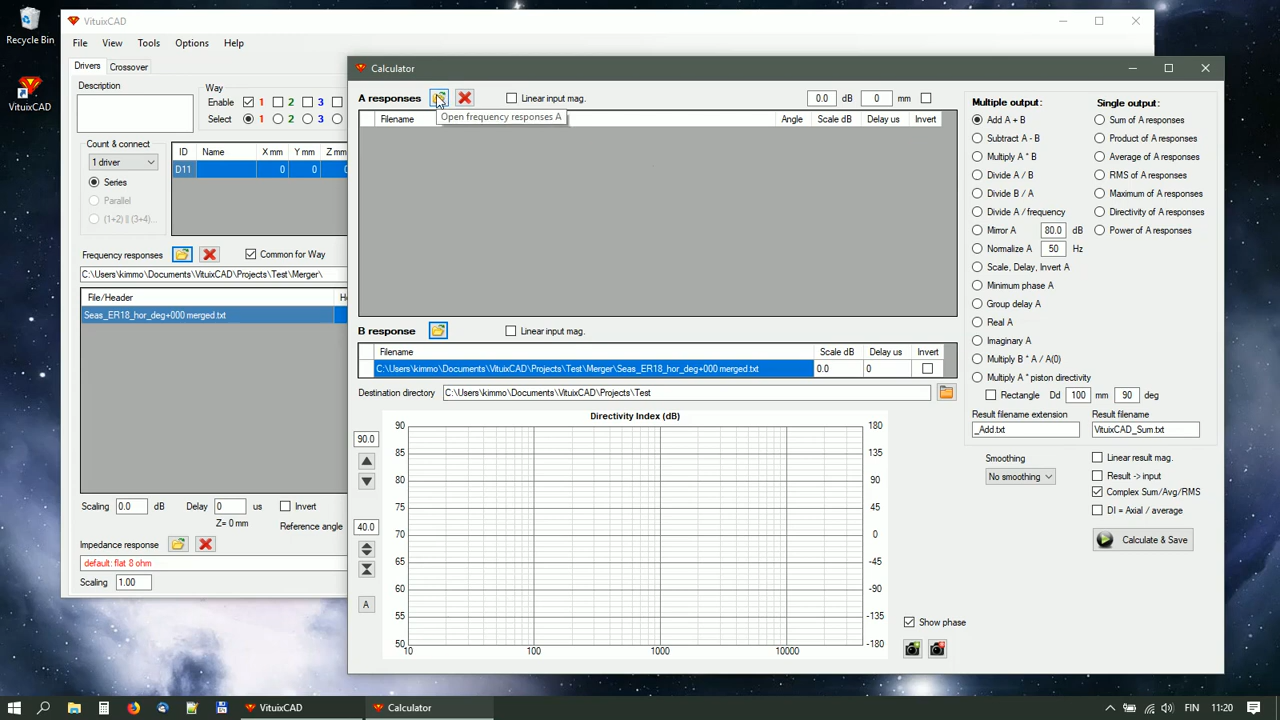 Recycle Bin
VituixCAD
VituixCAD
File View Tools Options Help
Drivers Crossover
Description
Way
Enable 1 2 3
Select 1 2 3
Count & connect
1 driver
Series
Parallel
(1+2) || (3+4)...
ID Name X mm Y mm Z mm
D11 0 0 0
Frequency responses Common for Way
C:\Users\kimmo\Documents\VituixCAD\Projects\Test\Merger\
File/Header
Seas_ER18_hor_deg+000 merged.txt
Scaling 0.0 dB Delay 0 us Invert
Z= 0 mm Reference angle
Impedance response
default: flat 8 ohm
Scaling 1.00
Calculator
A responses Linear input mag. 0.0 dB 0 mm
Open frequency responses A
Filename Angle Scale dB Delay us Invert
B response Linear input mag.
Filename Scale dB Delay us Invert
C:\Users\kimmo\Documents\VituixCAD\Projects\Test\Merger\Seas_ER18_hor_deg+000 merged.txt 0.0 0
Destination directory C:\Users\kimmo\Documents\VituixCAD\Projects\Test
Directivity Index (dB)
90.0
40.0
A
90 85 80 75 70 65 60 55 50
180 135 90 45 0 -45 -90 -135 -180
10 100 1000 10000
Multiple output:
Add A + B
Subtract A - B
Multiply A * B
Divide A / B
Divide B / A
Divide A / frequency
Mirror A 80.0 dB
Normalize A 50 Hz
Scale, Delay, Invert A
Minimum phase A
Group delay A
Real A
Imaginary A
Multiply B * A / A(0)
Multiply A * piston directivity
Rectangle Dd 100 mm 90 deg
Single output:
Sum of A responses
Product of A responses
Average of A responses
RMS of A responses
Maximum of A responses
Directivity of A responses
Power of A responses
Result filename extension Result filename
_Add.txt VituixCAD_Sum.txt
Smoothing
No smoothing
Linear result mag.
Result -> input
Complex Sum/Avg/RMS
DI = Axial / average
Calculate & Save
Show phase
VituixCAD Calculator FIN 11:20